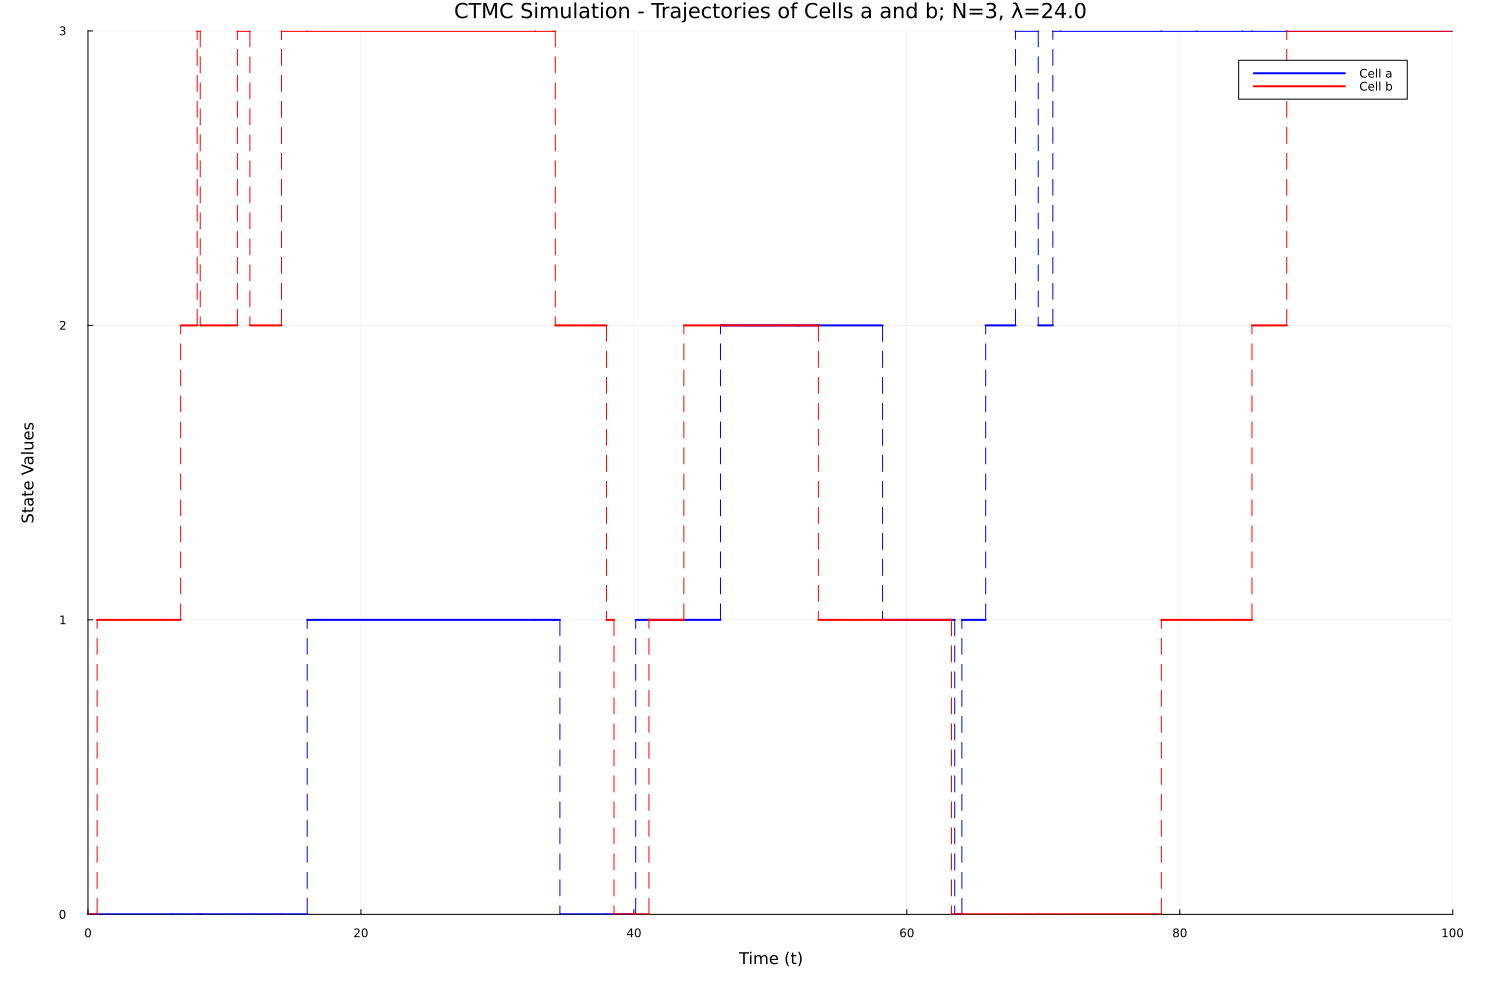 CTMC Simulation - Trajectories of Cells a and b; N=3, λ=24.0
3
Cell a
Cell b
2
State Values
1
0
0 20 40 60 80 100
Time (t)